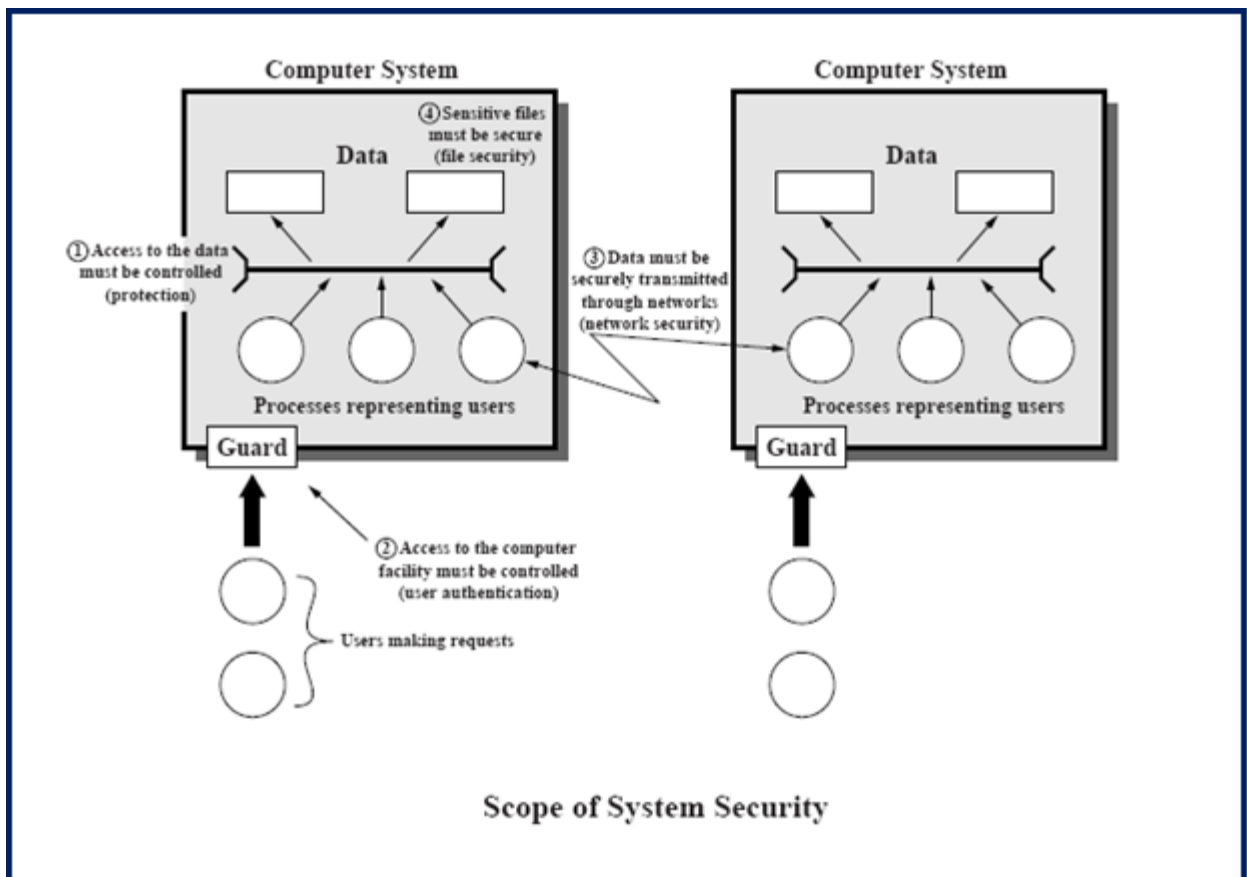 Computer System
④ Sensitive files
must be secure
(file security)
Data
① Access to the data
must be controlled
(protection)
Processes representing users
Guard
② Access to the computer
facility must be controlled
(user authentication)
Users making requests
③ Data must be
securely transmitted
through networks
(network security)
Computer System
Data
Processes representing users
Guard
Scope of System Security